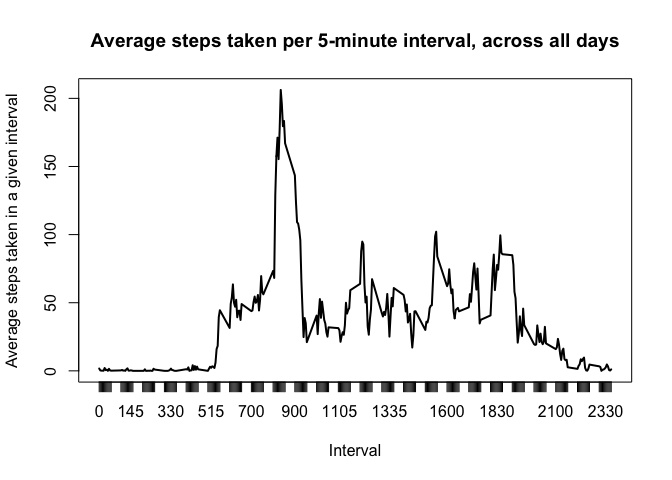 Average steps taken per 5-minute interval, across all days
Average steps taken in a given interval
200
150
100
50
0
0 145 330 515 700 900 1105 1335 1600 1830 2100 2330
Interval